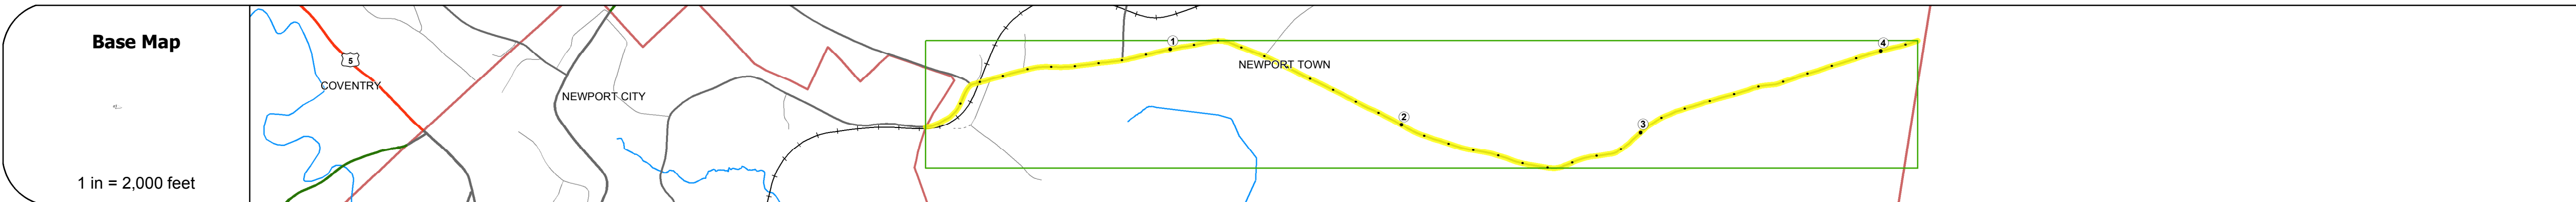 Base Map
1 in = 2,000 feet
5
COVENTRY
NEWPORT CITY
1
NEWPORT TOWN
2
3
4